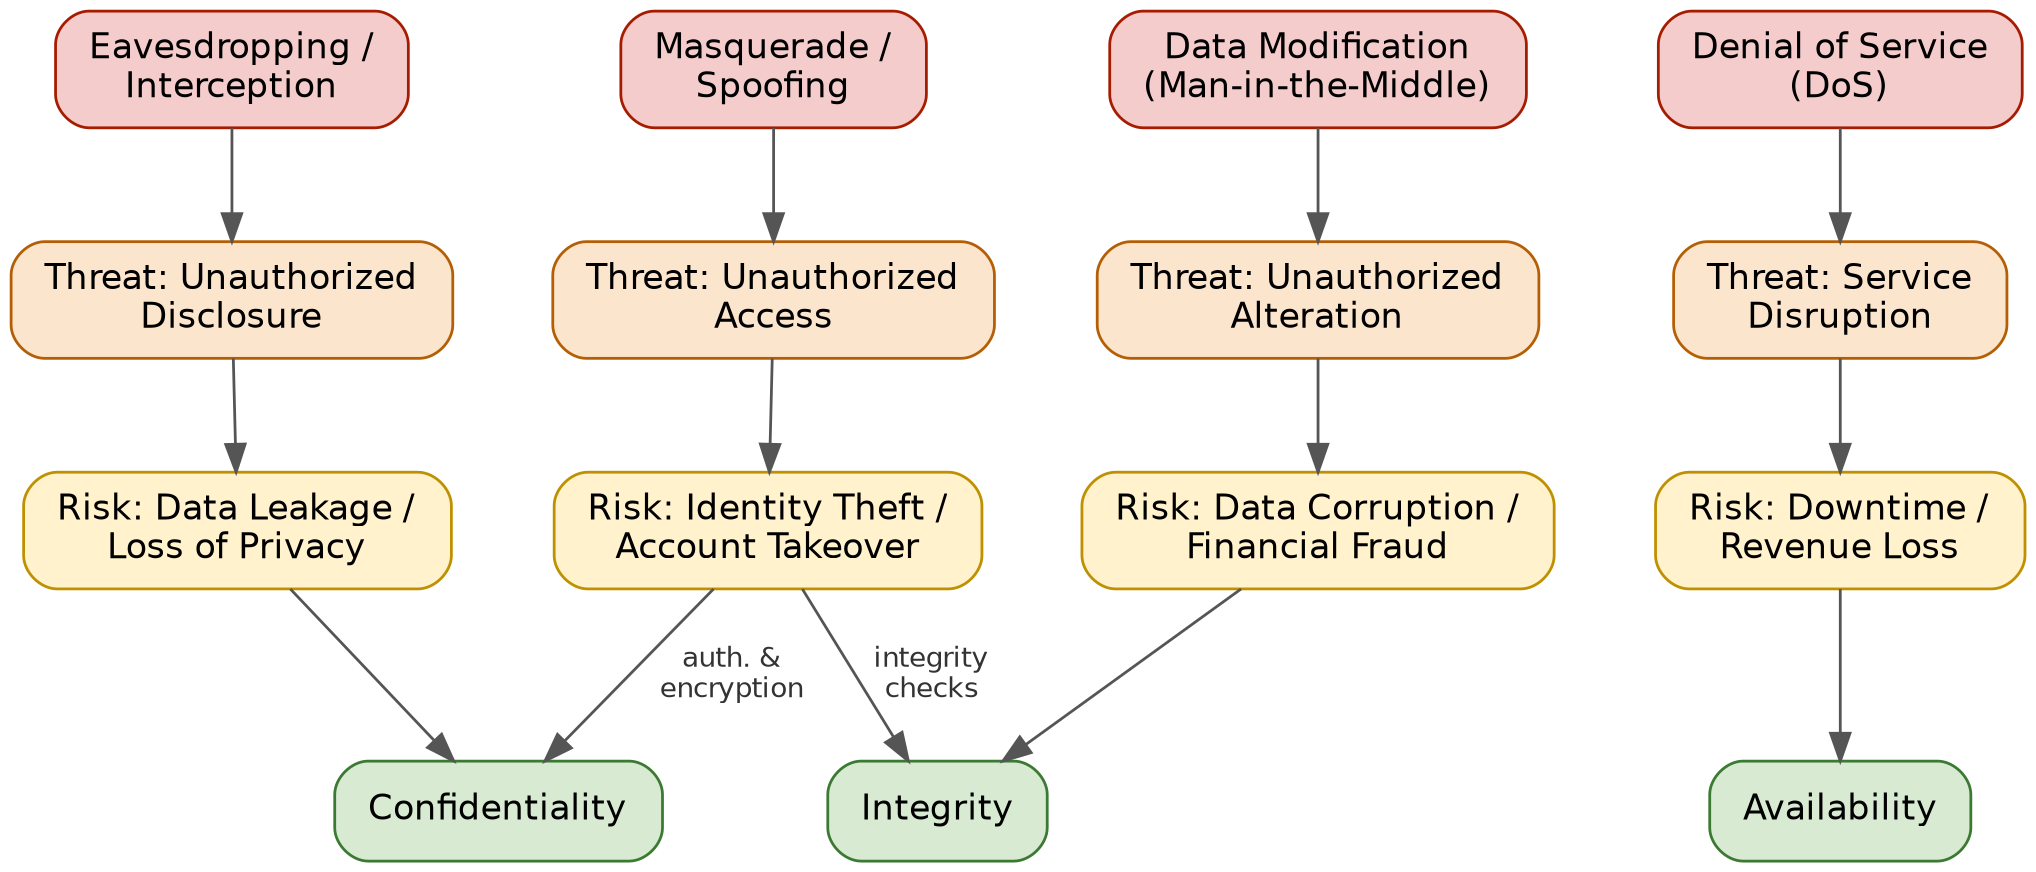 Eavesdropping /
Interception
Masquerade /
Spoofing
Data Modification
(Man-in-the-Middle)
Denial of Service
(DoS)
Threat: Unauthorized
Disclosure
Threat: Unauthorized
Access
Threat: Unauthorized
Alteration
Threat: Service
Disruption
Risk: Data Leakage /
Loss of Privacy
Risk: Identity Theft /
Account Takeover
Risk: Data Corruption /
Financial Fraud
Risk: Downtime /
Revenue Loss
auth. &
encryption
integrity
checks
Confidentiality
Integrity
Availability